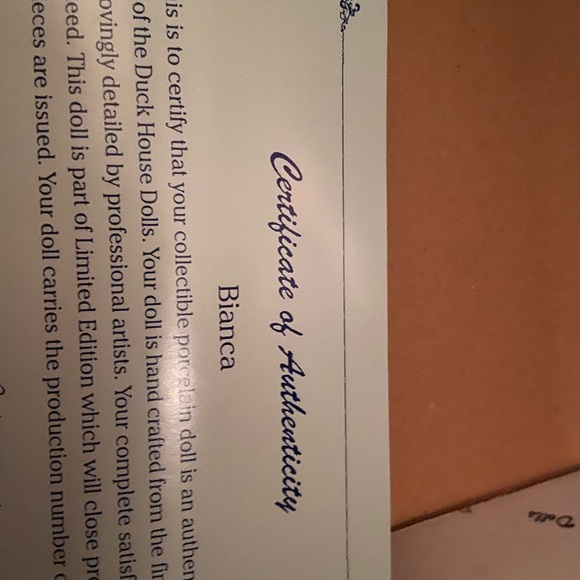 Certificate of Authenticity
Bianca
is is to certify that your collectible porcelain doll is an authen
of the Duck House Dolls. Your doll is hand crafted from the fin
ovingly detailed by professional artists. Your complete satisf
eed. This doll is part of Limited Edition which will close pro
eces are issued. Your doll carries the production number o
Dolls